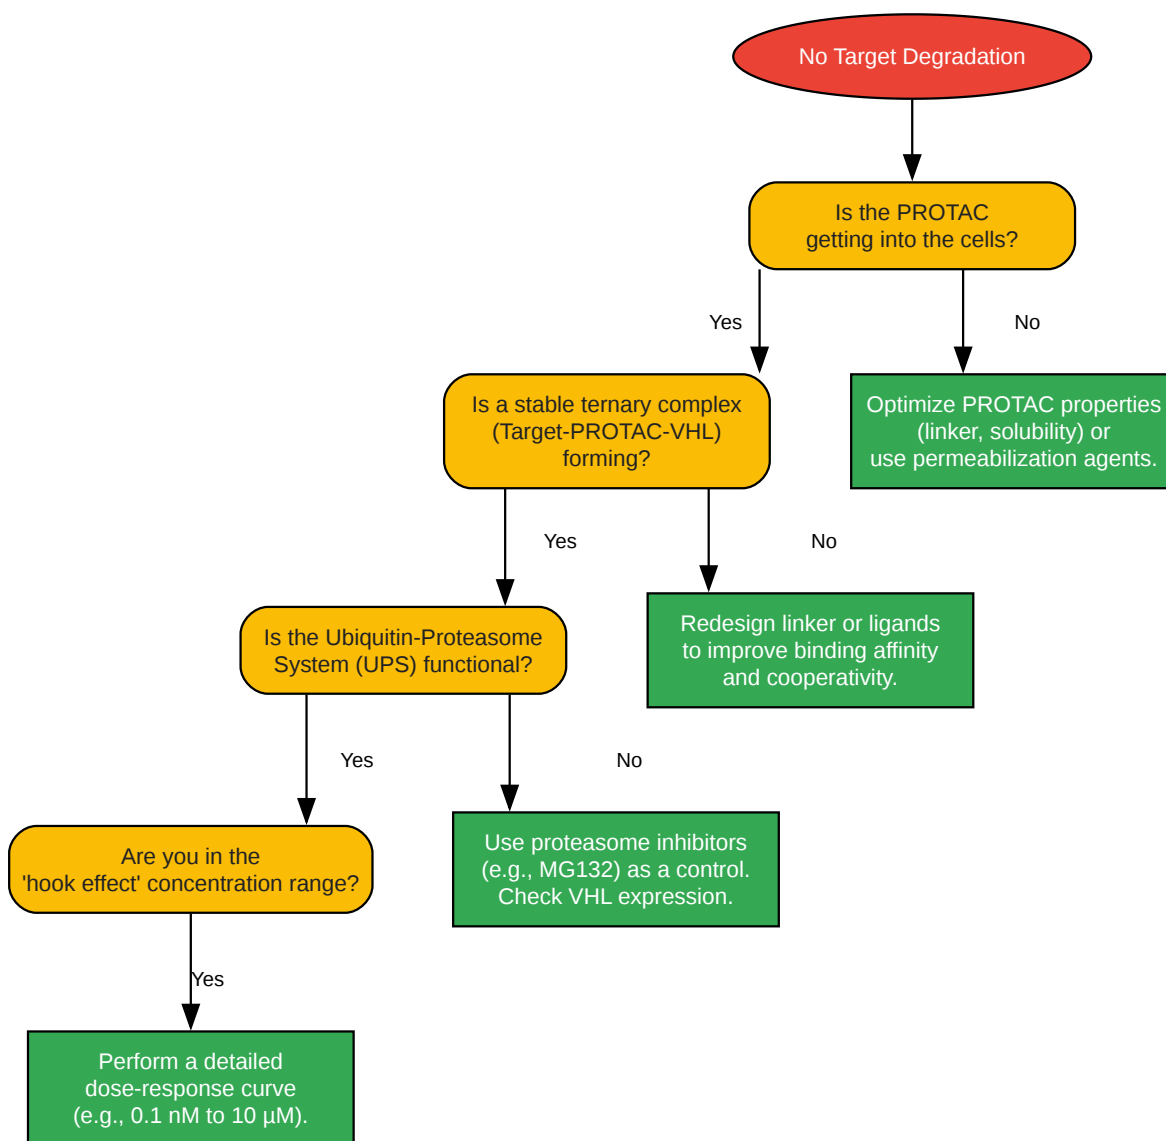 No Target Degradation
Is the PROTAC
getting into the cells?
Yes
No
Is a stable ternary complex
(Target-PROTAC-VHL)
forming?
Optimize PROTAC properties
(linker, solubility) or
use permeabilization agents.
Yes
No
Is the Ubiquitin-Proteasome
System (UPS) functional?
Redesign linker or ligands
to improve binding affinity
and cooperativity.
Yes
No
Are you in the
'hook effect' concentration range?
Use proteasome inhibitors
(e.g., MG132) as a control.
Check VHL expression.
Yes
Perform a detailed
dose-response curve
(e.g., 0.1 nM to 10 µM).